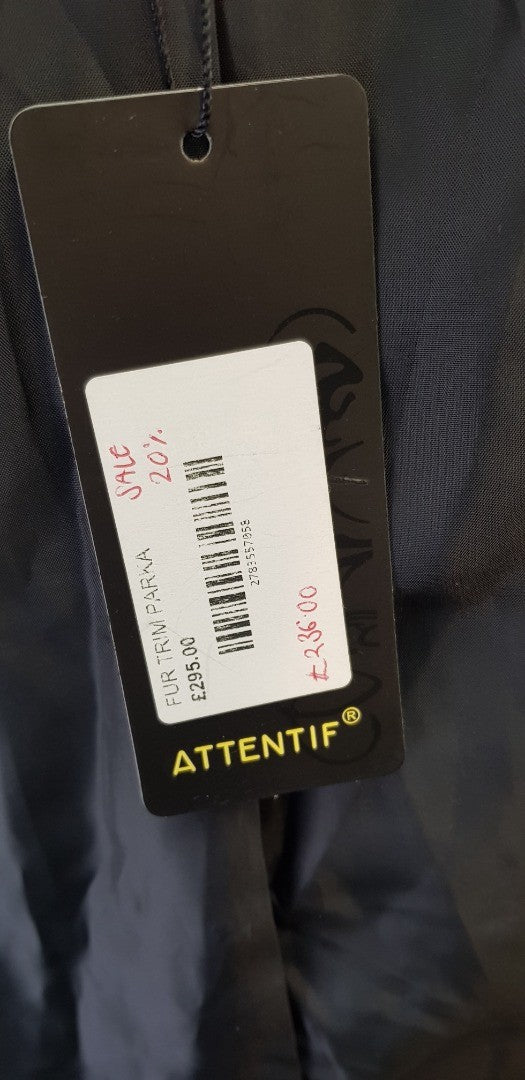 SALE
20%
FUR TRIM PARKA
£295.00
2783557058
£236.00
ATTENTIF®